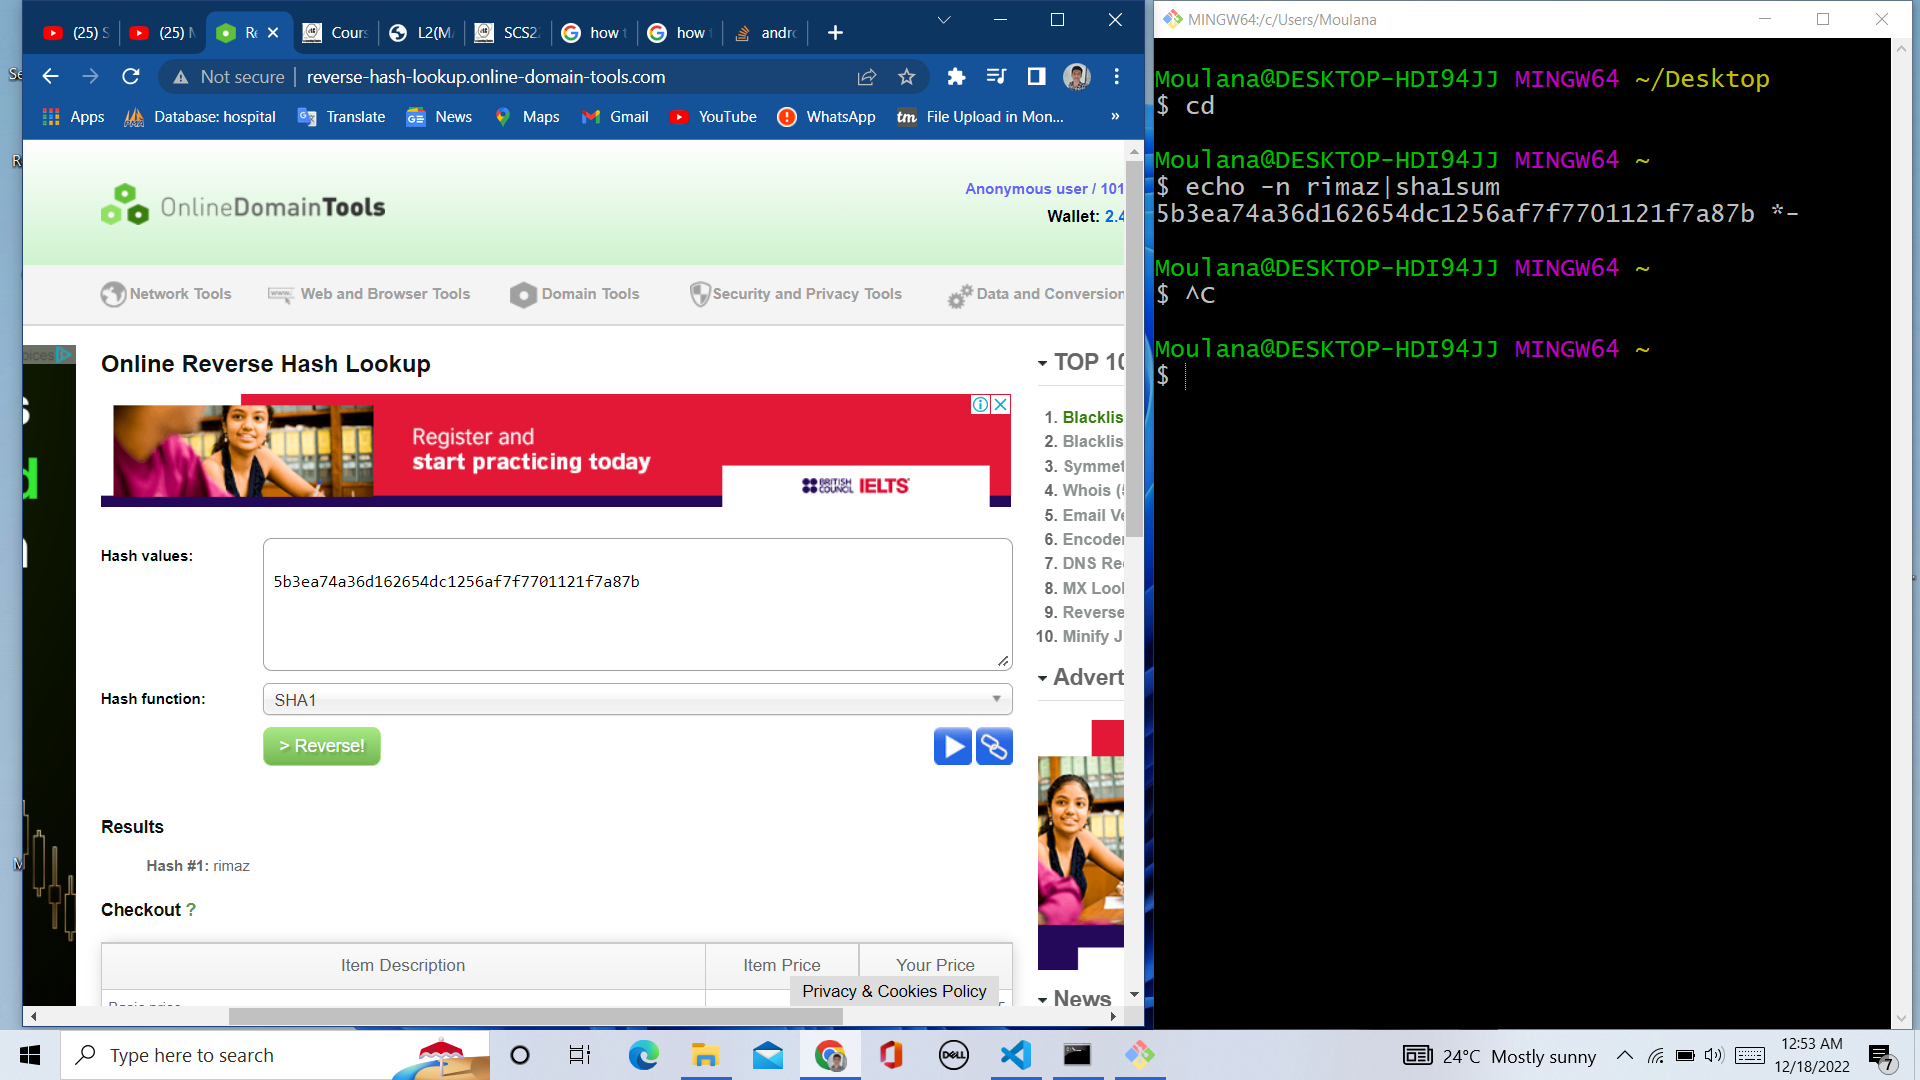 (25) S
(25) M
Re
Cours
L2(M
SCS2
how t
how
andro
Not secure
reverse-hash-lookup.online-domain-tools.com
Apps
Database: hospital
Translate
News
Maps
Gmail
YouTube
WhatsApp
tm
File Upload in Mon...
»
OnlineDomainTools
Anonymous user / 101
Wallet: 2.4
Network Tools
Web and Browser Tools
Domain Tools
Security and Privacy Tools
Data and Conversion
Online Reverse Hash Lookup
Register and
start practicing today
BRITISH COUNCIL IELTS
Hash values:
5b3ea74a36d162654dc1256af7f7701121f7a87b
Hash function:
SHA1
> Reverse!
Results
Hash #1: rimaz
Checkout ?
Item Description
Item Price
Your Price
Basic price
Privacy & Cookies Policy
TOP 10
1. Blacklis
2. Blacklis
3. Symmet
4. Whois (
5. Email Ve
6. Encoder
7. DNS Re
8. MX Lool
9. Reverse
10. Minify J
Advert
News
MINGW64:/c/Users/Moulana
Moulana@DESKTOP-HDI94JJ MINGW64 ~/Desktop
$ cd
Moulana@DESKTOP-HDI94JJ MINGW64 ~
$ echo -n rimaz|sha1sum
5b3ea74a36d162654dc1256af7f7701121f7a87b *-
Moulana@DESKTOP-HDI94JJ MINGW64 ~
$ ^C
Moulana@DESKTOP-HDI94JJ MINGW64 ~
$
Type here to search
DELL
24°C Mostly sunny
12:53 AM
12/18/2022
7